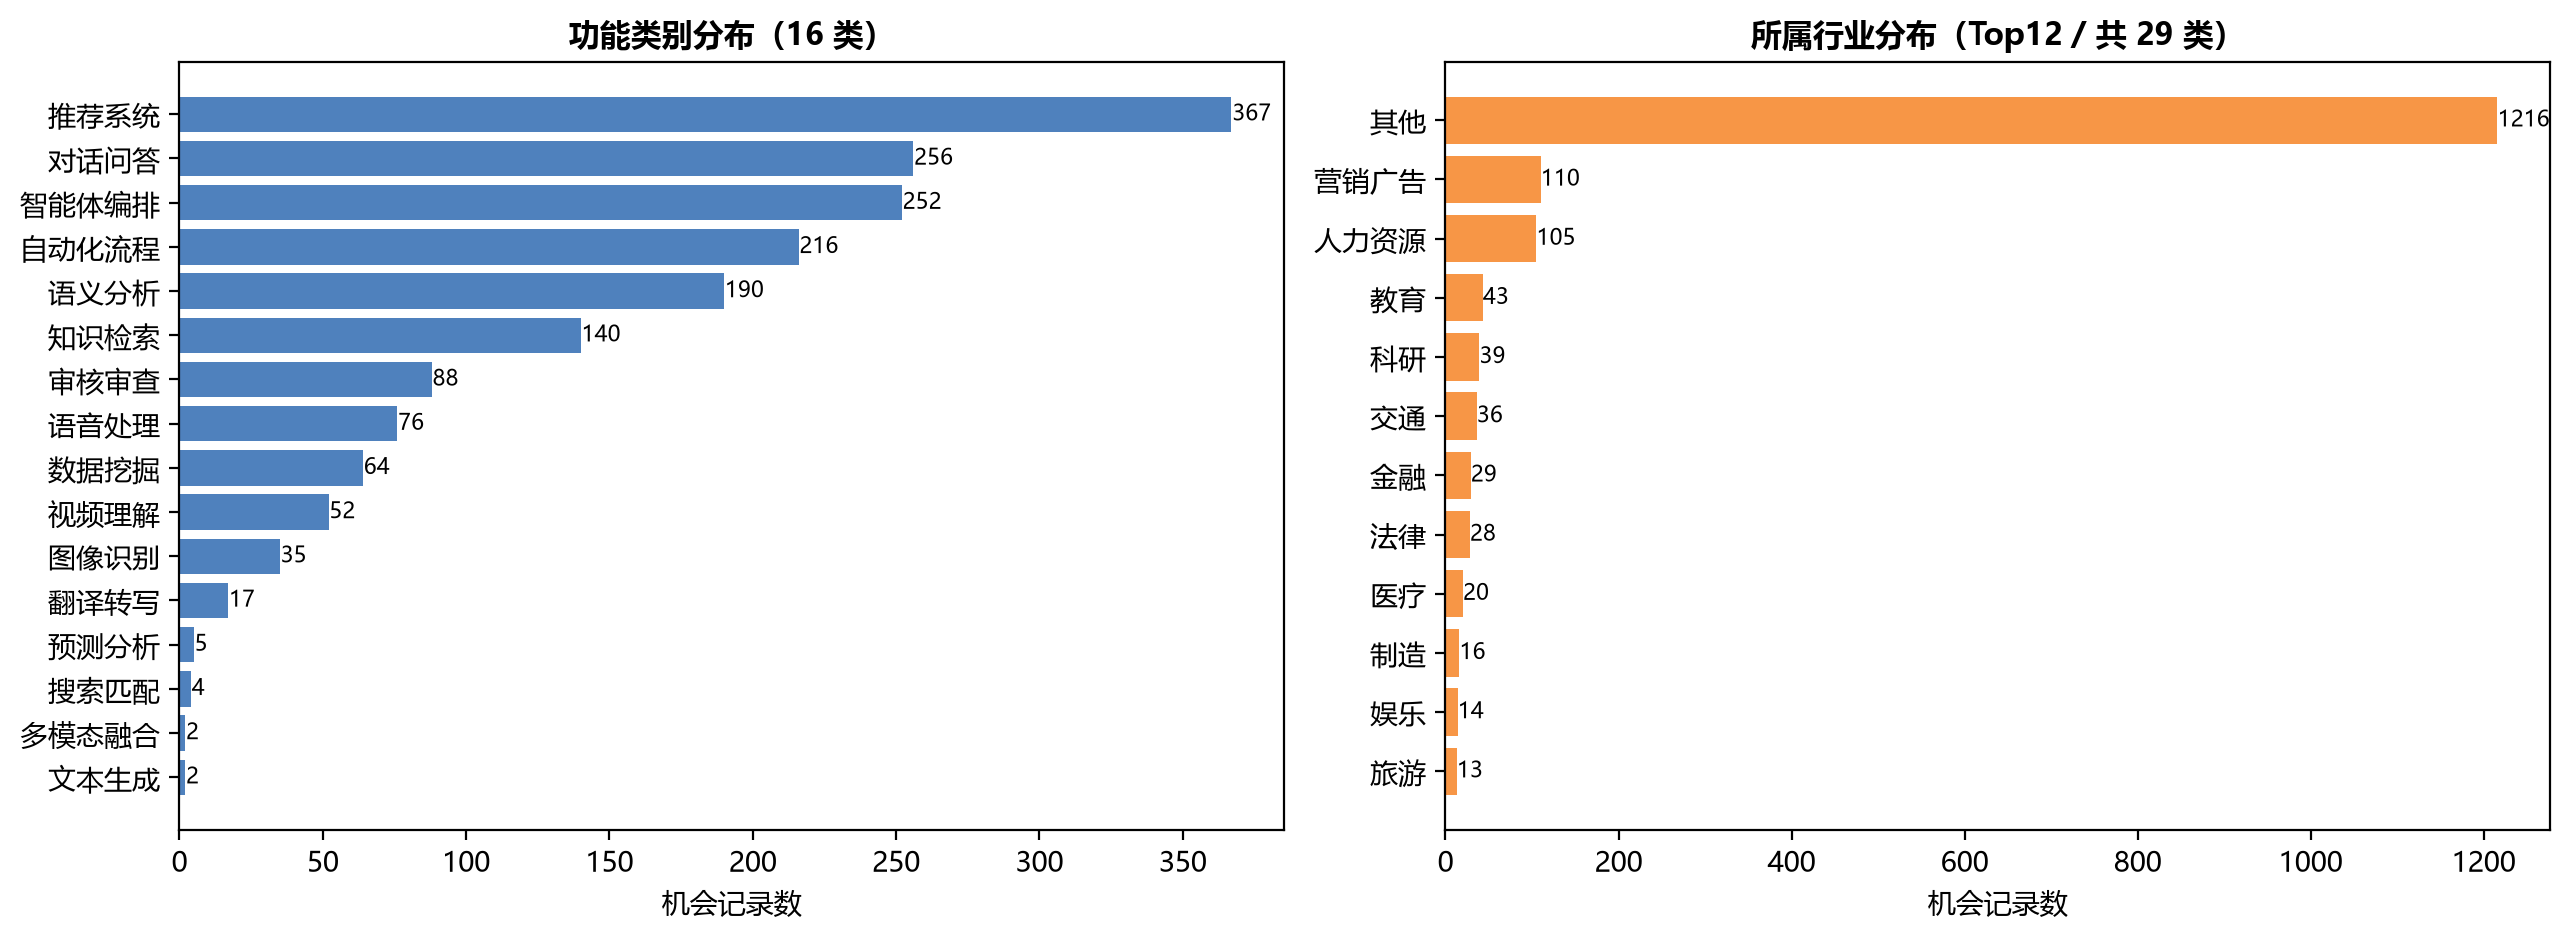 功能类别分布（16 类）
推荐系统 367
对话问答 256
智能体编排 252
自动化流程 216
语义分析 190
知识检索 140
审核审查 88
语音处理 76
数据挖掘 64
视频理解 52
图像识别 35
翻译转写 17
预测分析 5
搜索匹配 4
多模态融合 2
文本生成 2
0 50 100 150 200 250 300 350
机会记录数
所属行业分布（Top12 / 共 29 类）
其他 1216
营销广告 110
人力资源 105
教育 43
科研 39
交通 36
金融 29
法律 28
医疗 20
制造 16
娱乐 14
旅游 13
0 200 400 600 800 1000 1200
机会记录数